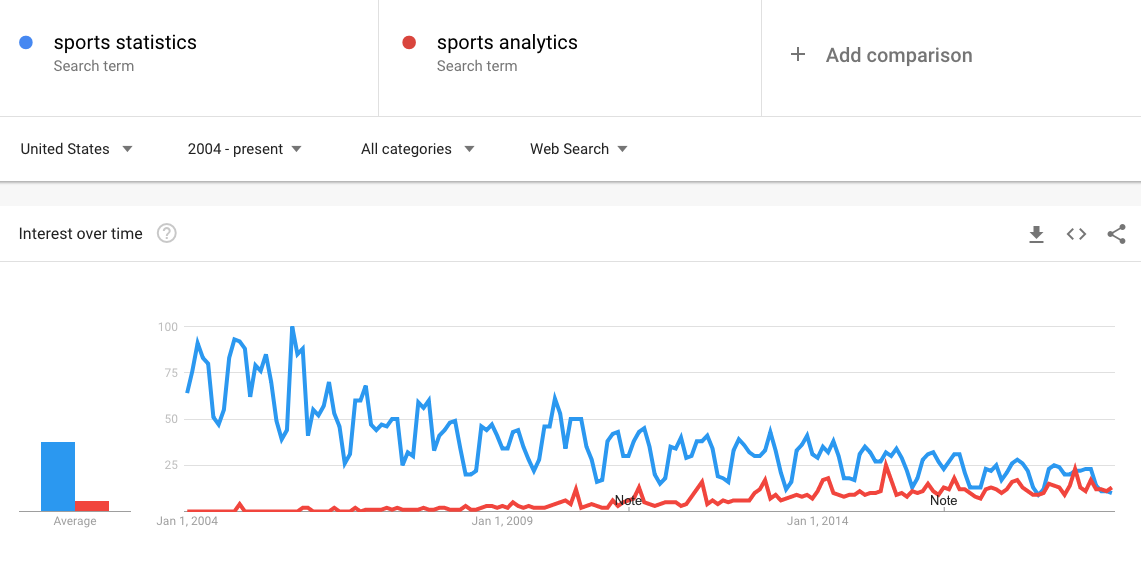 sports statistics
Search term
sports analytics
Search term
+ Add comparison
United States
2004 - present
All categories
Web Search
Interest over time
?
100
75
50
25
Note
Note
Average
Jan 1, 2004
Jan 1, 2009
Jan 1, 2014